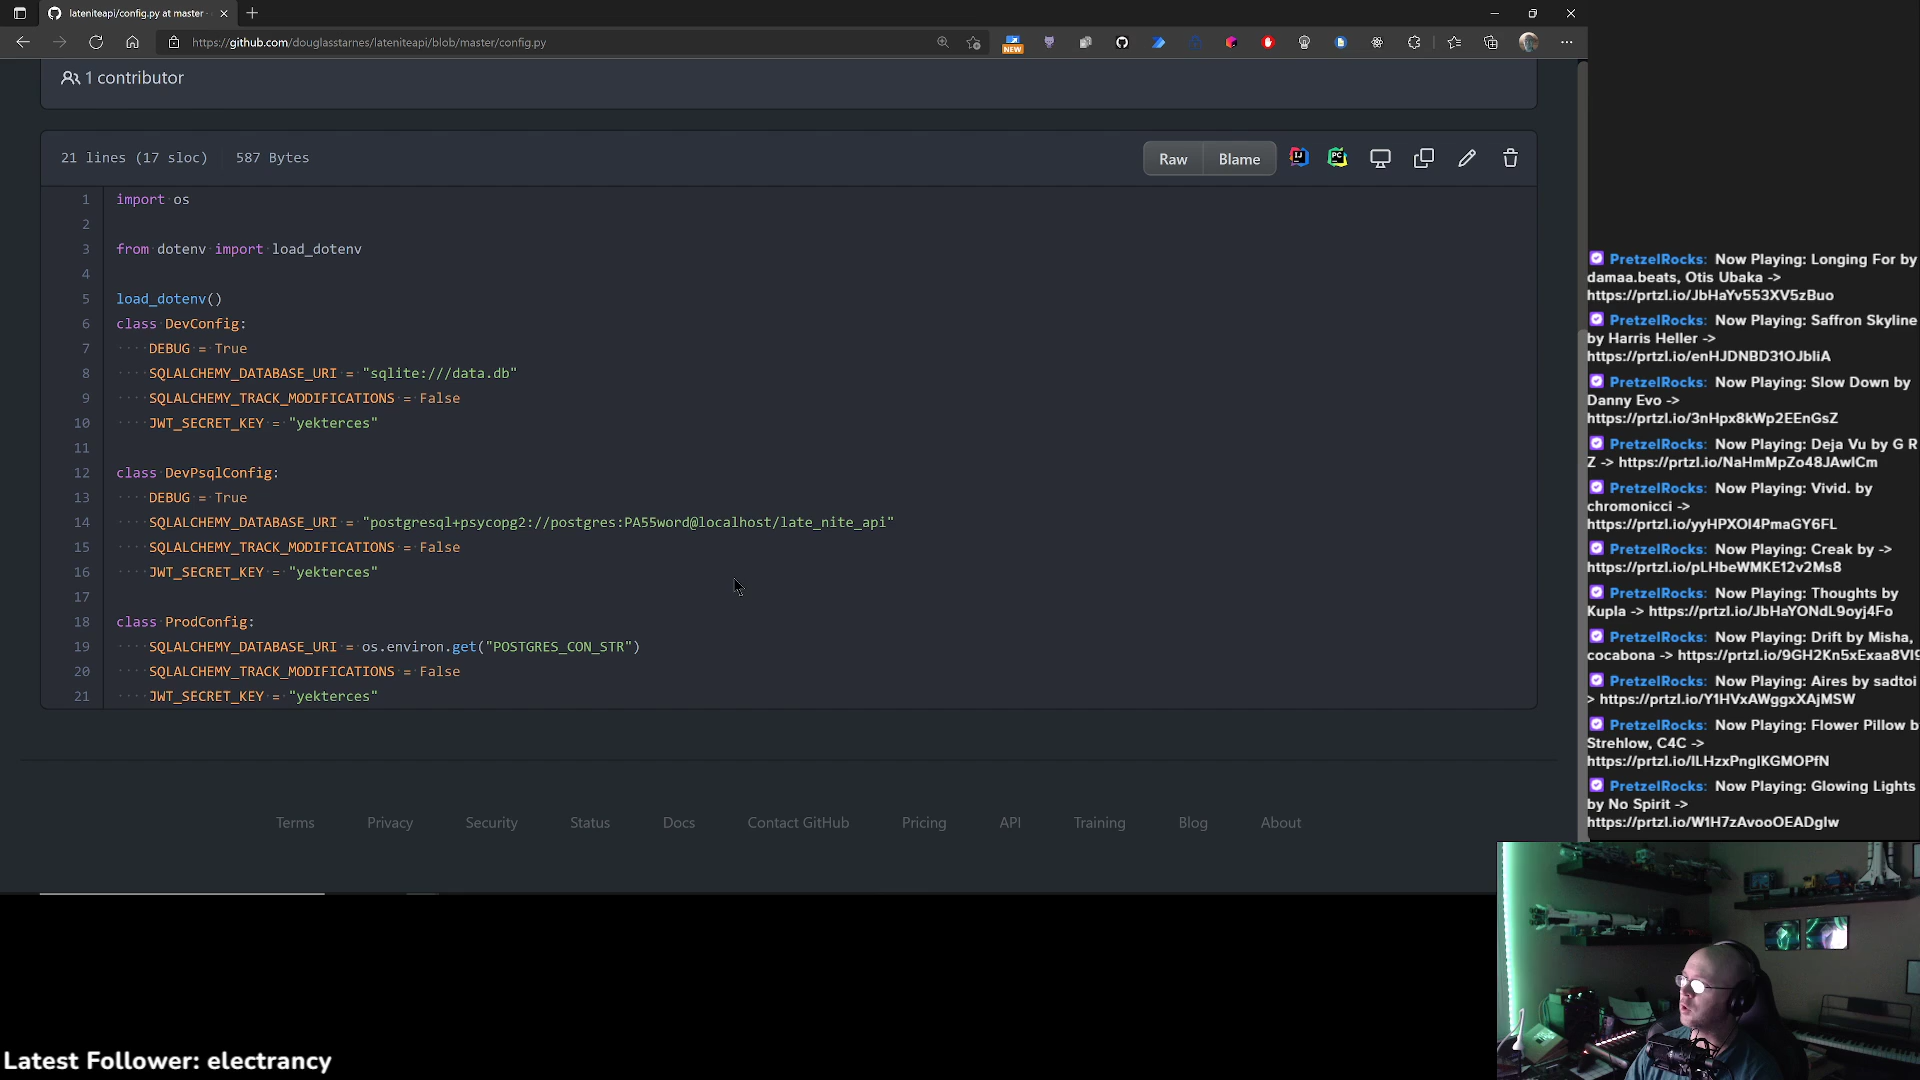 lateniteapi/config.py at master
https://github.com/douglasstarnes/lateniteapi/blob/master/config.py
NEW
1 contributor
21 lines (17 sloc) 587 Bytes
Raw Blame
1 import os
2
3 from dotenv import load_dotenv
4
5 load_dotenv()
6 class DevConfig:
7 ····DEBUG = True
8 ····SQLALCHEMY_DATABASE_URI = "sqlite:///data.db"
9 ····SQLALCHEMY_TRACK_MODIFICATIONS = False
10 ····JWT_SECRET_KEY = "yekterces"
11
12 class DevPsqlConfig:
13 ····DEBUG = True
14 ····SQLALCHEMY_DATABASE_URI = "postgresql+psycopg2://postgres:PA55word@localhost/late_nite_api"
15 ····SQLALCHEMY_TRACK_MODIFICATIONS = False
16 ····JWT_SECRET_KEY = "yekterces"
17
18 class ProdConfig:
19 ····SQLALCHEMY_DATABASE_URI = os.environ.get("POSTGRES_CON_STR")
20 ····SQLALCHEMY_TRACK_MODIFICATIONS = False
21 ····JWT_SECRET_KEY = "yekterces"
Terms Privacy Security Status Docs Contact GitHub Pricing API Training Blog About
PretzelRocks: Now Playing: Longing For by
damaa.beats, Otis Ubaka ->
https://prtzl.io/JbHaYv553XV5zBuo
PretzelRocks: Now Playing: Saffron Skyline
by Harris Heller ->
https://prtzl.io/enHJDNBD31OJbliA
PretzelRocks: Now Playing: Slow Down by
Danny Evo ->
https://prtzl.io/3nHpx8kWp2EEnGsZ
PretzelRocks: Now Playing: Deja Vu by G R
Z -> https://prtzl.io/NaHmMpZo48JAwlCm
PretzelRocks: Now Playing: Vivid. by
chromonicci ->
https://prtzl.io/yyHPXOl4PmaGY6FL
PretzelRocks: Now Playing: Creak by ->
https://prtzl.io/pLHbeWMKE12v2Ms8
PretzelRocks: Now Playing: Thoughts by
Kupla -> https://prtzl.io/JbHaYONdL9oyj4Fo
PretzelRocks: Now Playing: Drift by Misha,
cocabona -> https://prtzl.io/9GH2Kn5xExaa8Vl9
PretzelRocks: Now Playing: Aires by sadtoi
> https://prtzl.io/Y1HVxAWggxXAjMSW
PretzelRocks: Now Playing: Flower Pillow b
Strehlow, C4C ->
https://prtzl.io/lLHzxPnglKGMOPfN
PretzelRocks: Now Playing: Glowing Lights
by No Spirit ->
https://prtzl.io/W1H7zAvooOEADglw
Latest Follower: electrancy